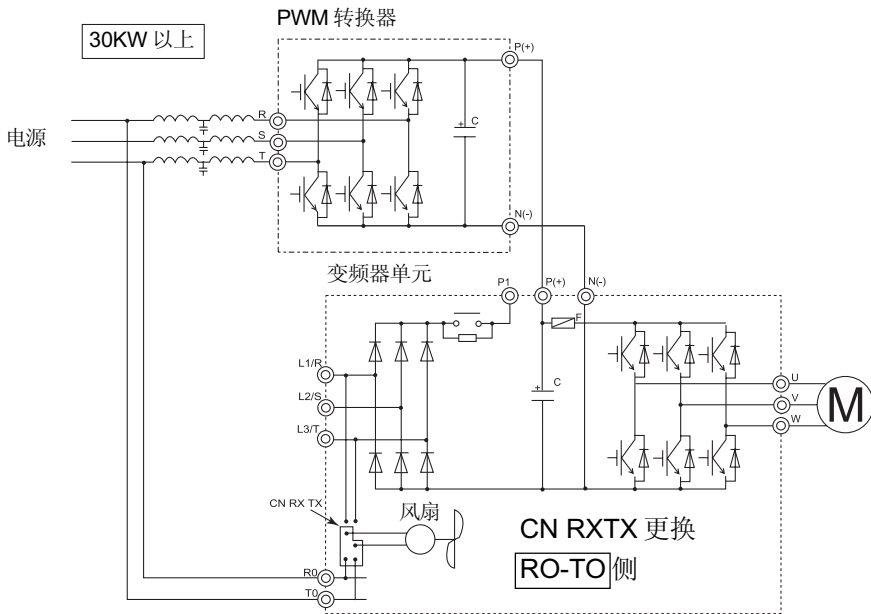 PWM 转换器
30KW 以上
P(+)
电源
R
S
T
+
C
N(-)
变频器单元
P1
P(+)
N(-)
F
L1/R
L2/S
L3/T
+
C
U
V
W
M
CN RX TX
风扇
CN RXTX 更换
RO-TO 侧
R0
T0